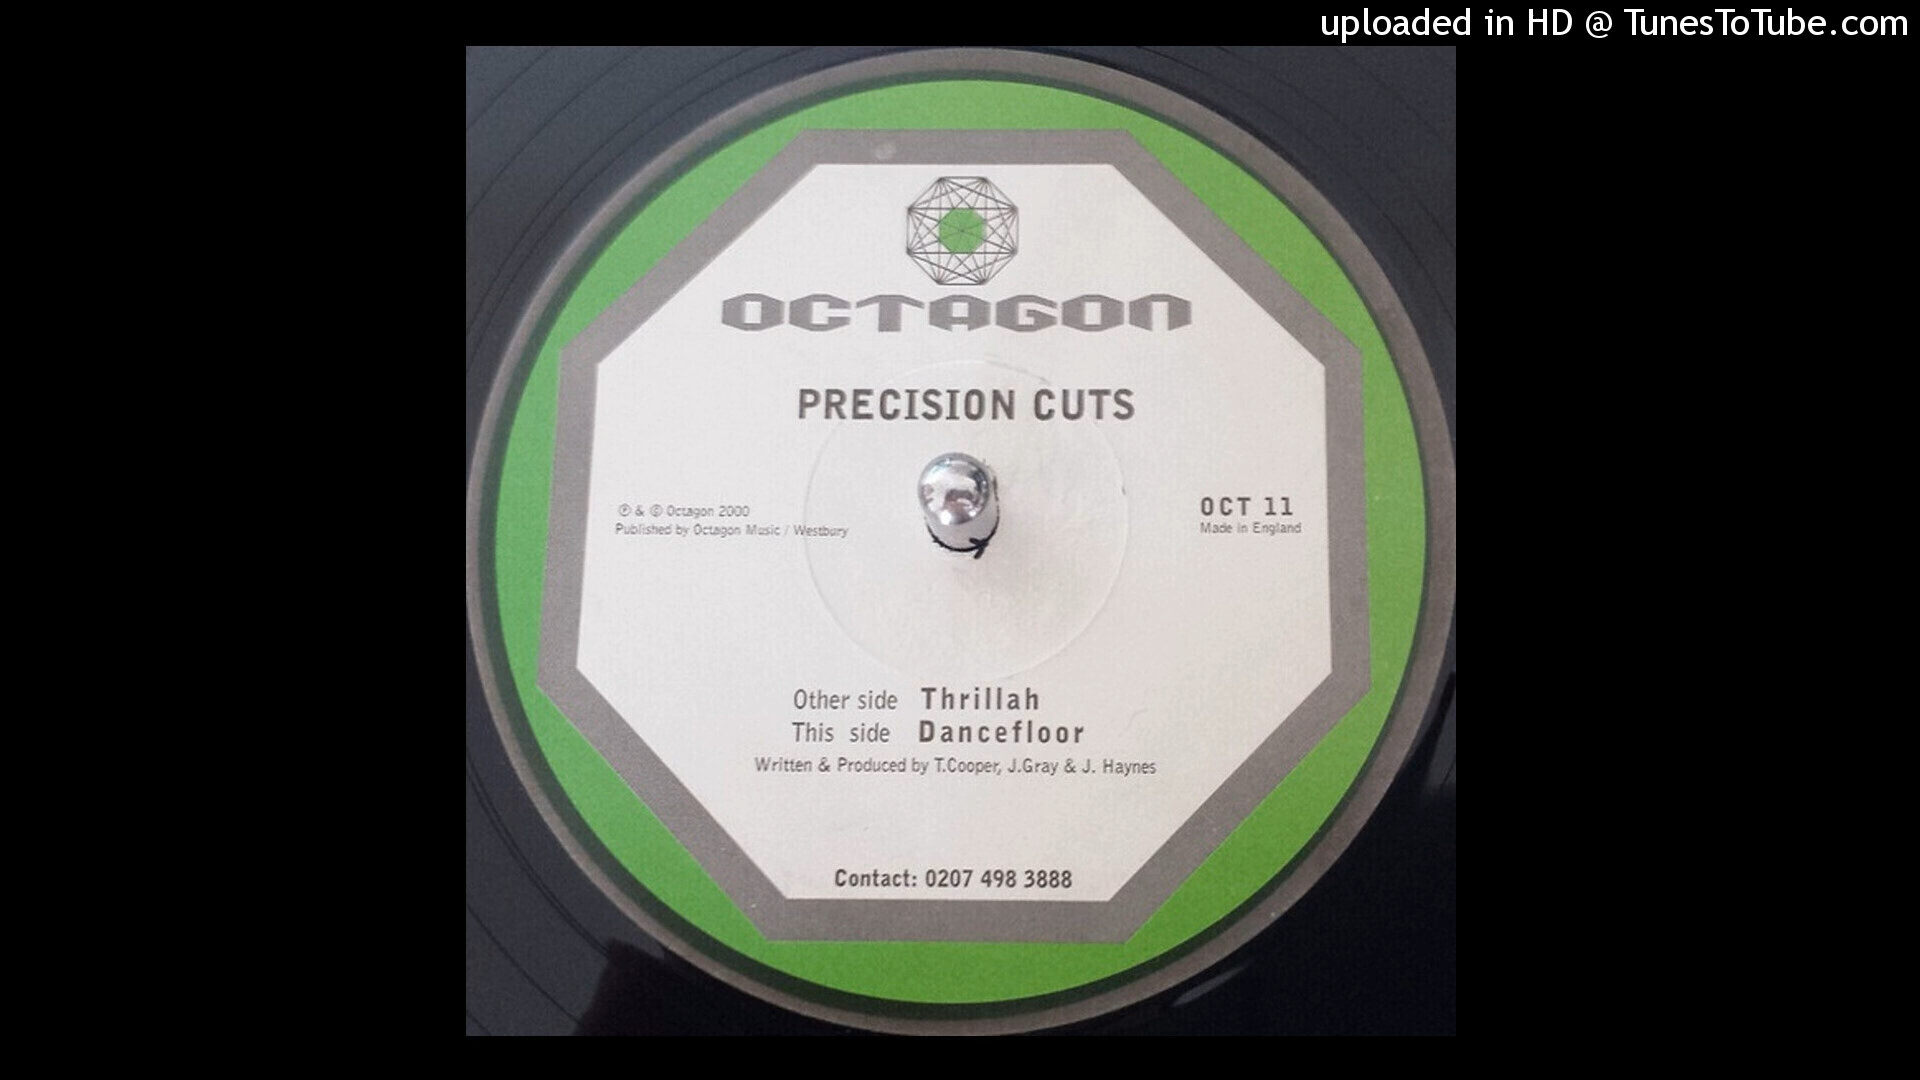 uploaded in HD @ TunesToTube.com
OCTAGON
PRECISION CUTS
℗ & © Octagon 2000
Published by Octagon Music / Westbury
OCT 11
Made in England
Other side Thrillah
This side Dancefloor
Written & Produced by T.Cooper, J.Gray & J. Haynes
Contact: 0207 498 3888